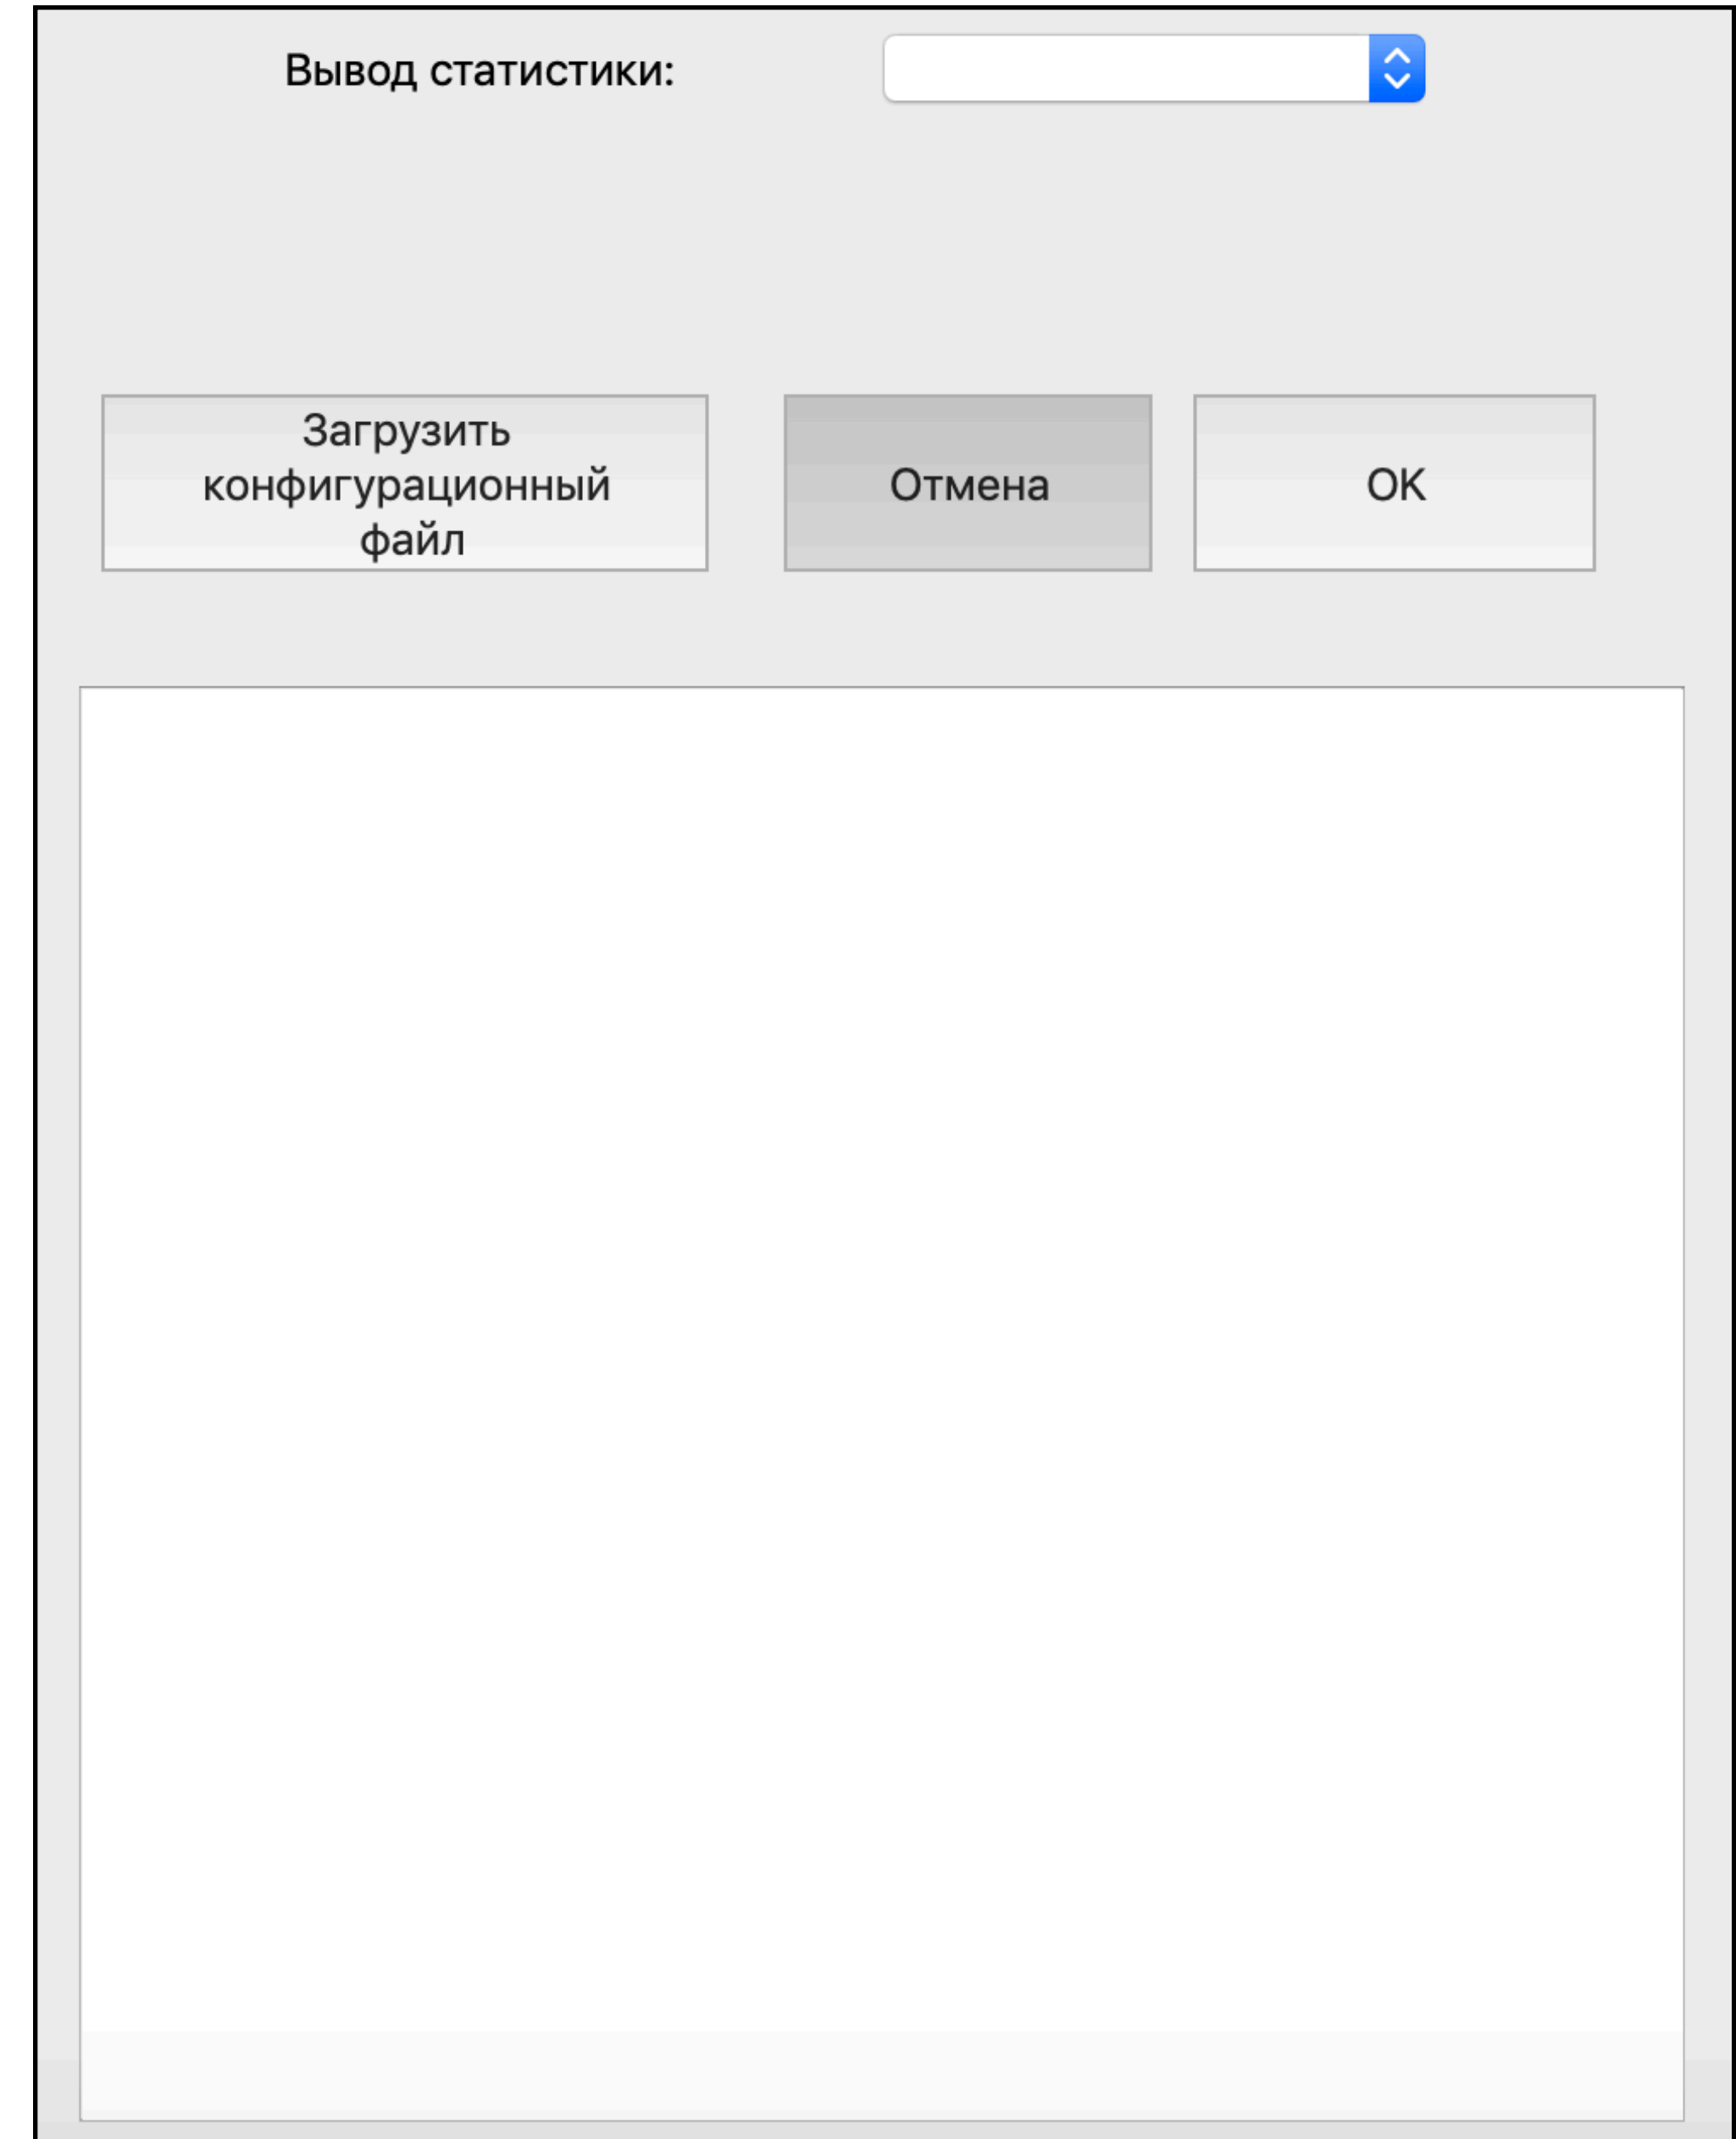 Вывод статистики:
Загрузить
конфигурационный
файл
Отмена
OK